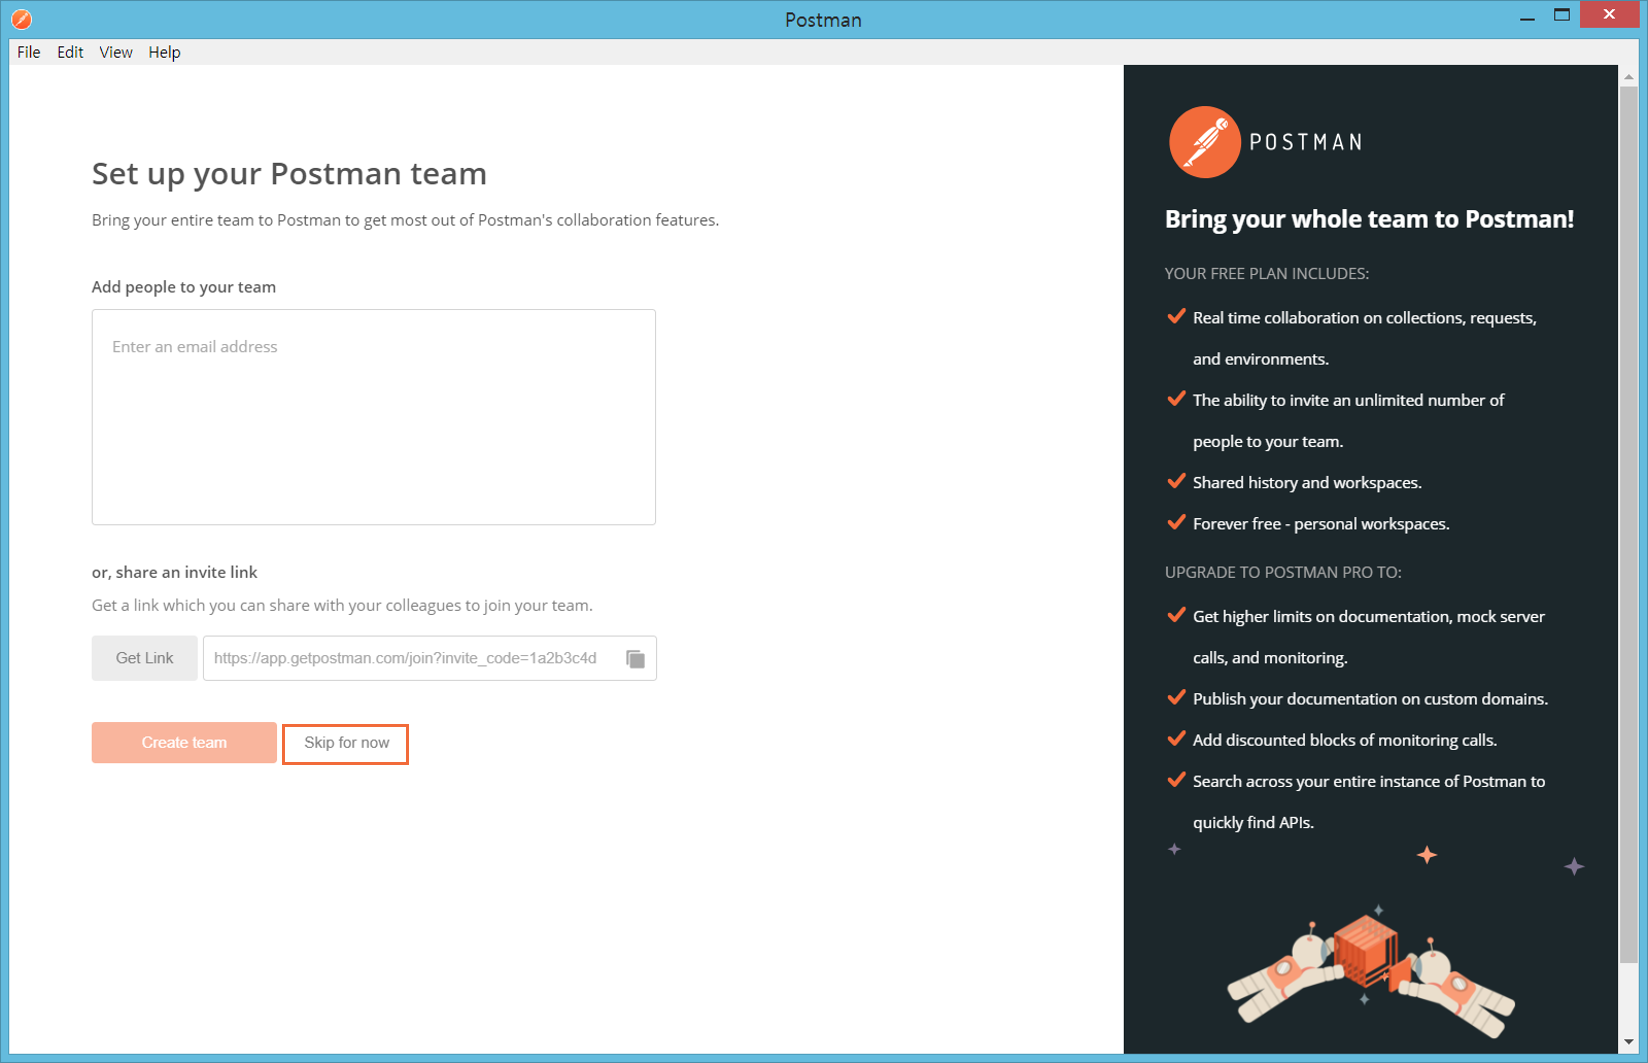 Postman
File Edit View Help
Set up your Postman team
Bring your entire team to Postman to get most out of Postman's collaboration features.
Add people to your team
Enter an email address
or, share an invite link
Get a link which you can share with your colleagues to join your team.
Get Link
https://app.getpostman.com/join?invite_code=1a2b3c4d
Create team
Skip for now
POSTMAN
Bring your whole team to Postman!
YOUR FREE PLAN INCLUDES:
Real time collaboration on collections, requests,
and environments.
The ability to invite an unlimited number of
people to your team.
Shared history and workspaces.
Forever free - personal workspaces.
UPGRADE TO POSTMAN PRO TO:
Get higher limits on documentation, mock server
calls, and monitoring.
Publish your documentation on custom domains.
Add discounted blocks of monitoring calls.
Search across your entire instance of Postman to
quickly find APIs.